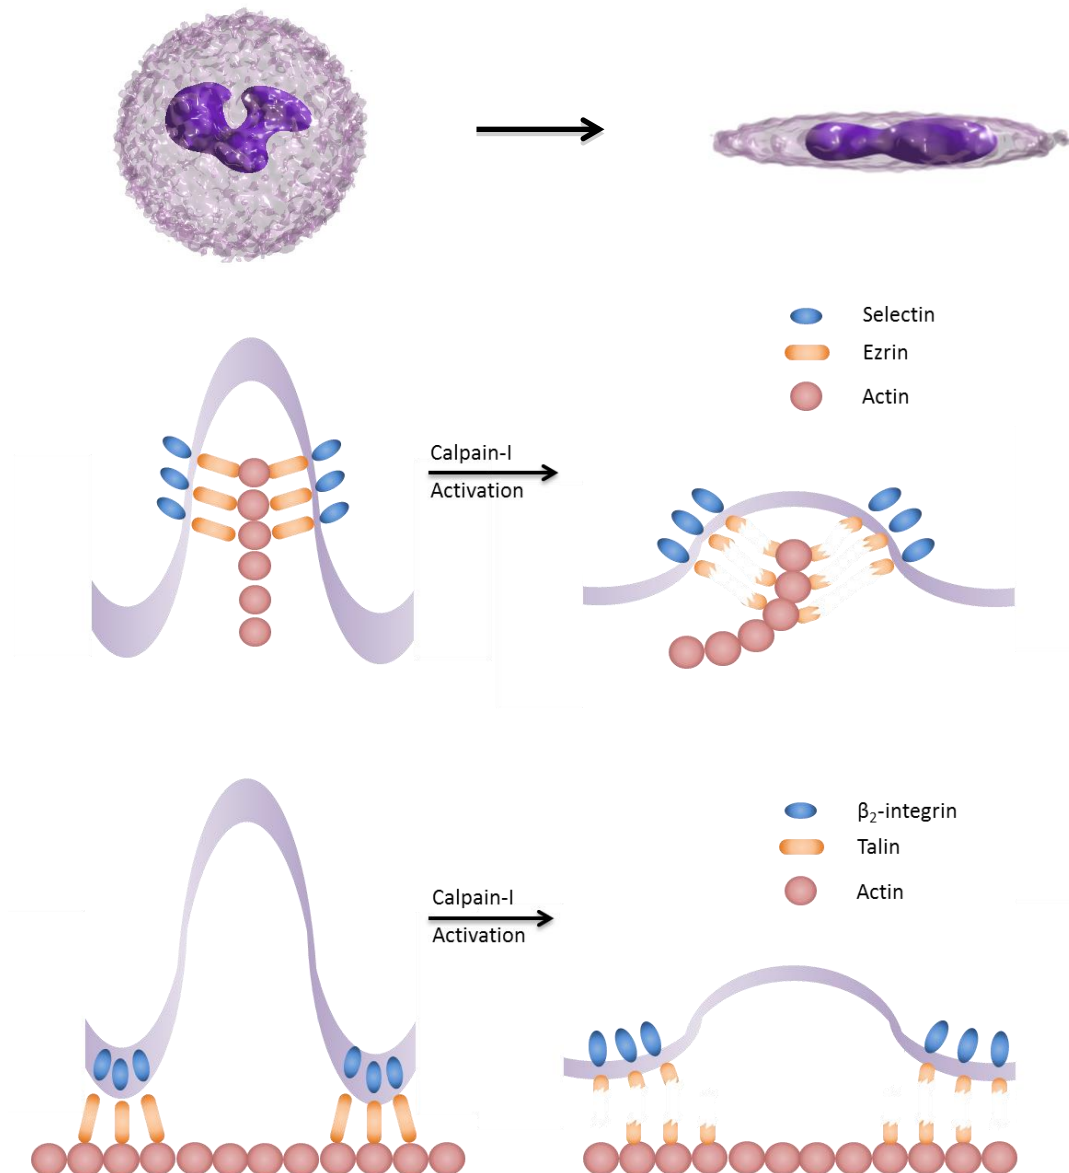 Selectin
Ezrin
Actin
Calpain-I
Activation
β₂-integrin
Talin
Actin
Calpain-I
Activation